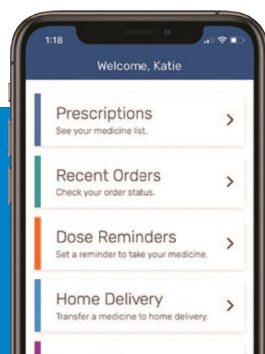 1:18
Welcome, Katie
Prescriptions
See your medicine list.
Recent Orders
Check your order status.
Dose Reminders
Set a reminder to take your medicine.
Home Delivery
Transfer a medicine to home delivery.